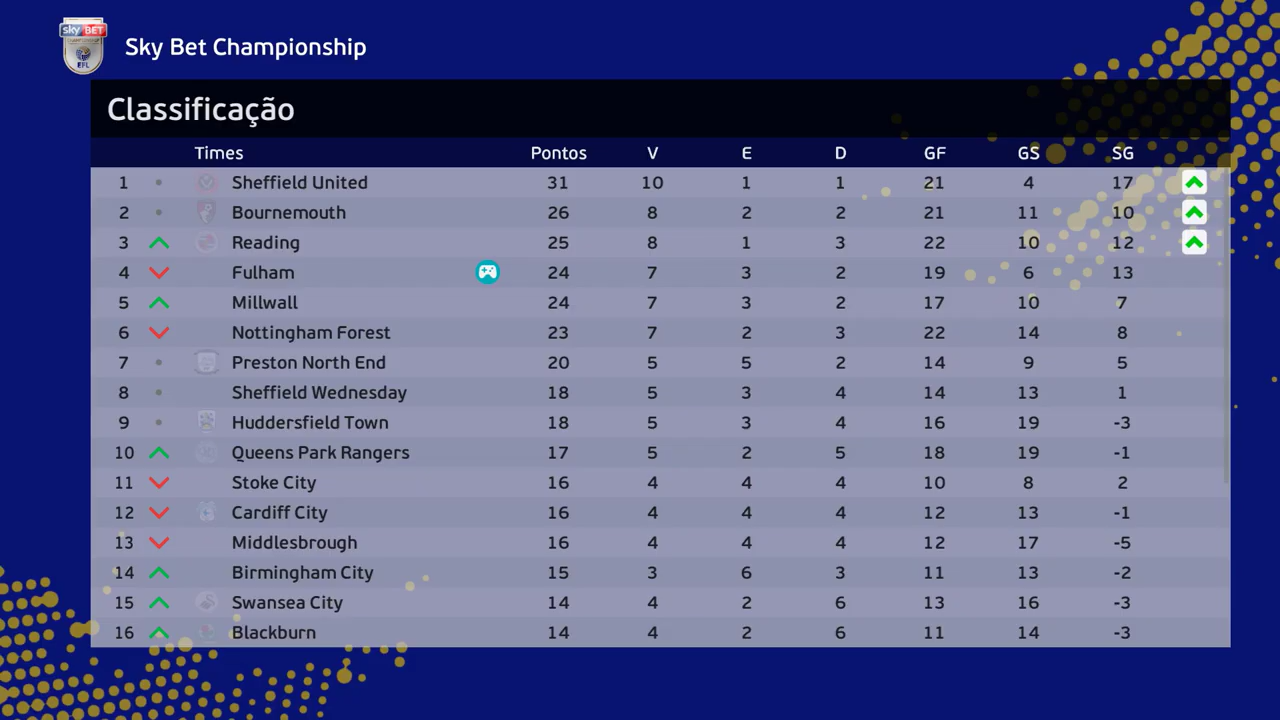 sky BET
EFL
Sky Bet Championship
Classificação
Times Pontos V E D GF GS SG
1 Sheffield United 31 10 1 1 21 4 17
2 Bournemouth 26 8 2 2 21 11 10
3 Reading 25 8 1 3 22 10 12
4 Fulham 24 7 3 2 19 6 13
5 Millwall 24 7 3 2 17 10 7
6 Nottingham Forest 23 7 2 3 22 14 8
7 Preston North End 20 5 5 2 14 9 5
8 Sheffield Wednesday 18 5 3 4 14 13 1
9 Huddersfield Town 18 5 3 4 16 19 -3
10 Queens Park Rangers 17 5 2 5 18 19 -1
11 Stoke City 16 4 4 4 10 8 2
12 Cardiff City 16 4 4 4 12 13 -1
13 Middlesbrough 16 4 4 4 12 17 -5
14 Birmingham City 15 3 6 3 11 13 -2
15 Swansea City 14 4 2 6 13 16 -3
16 Blackburn 14 4 2 6 11 14 -3